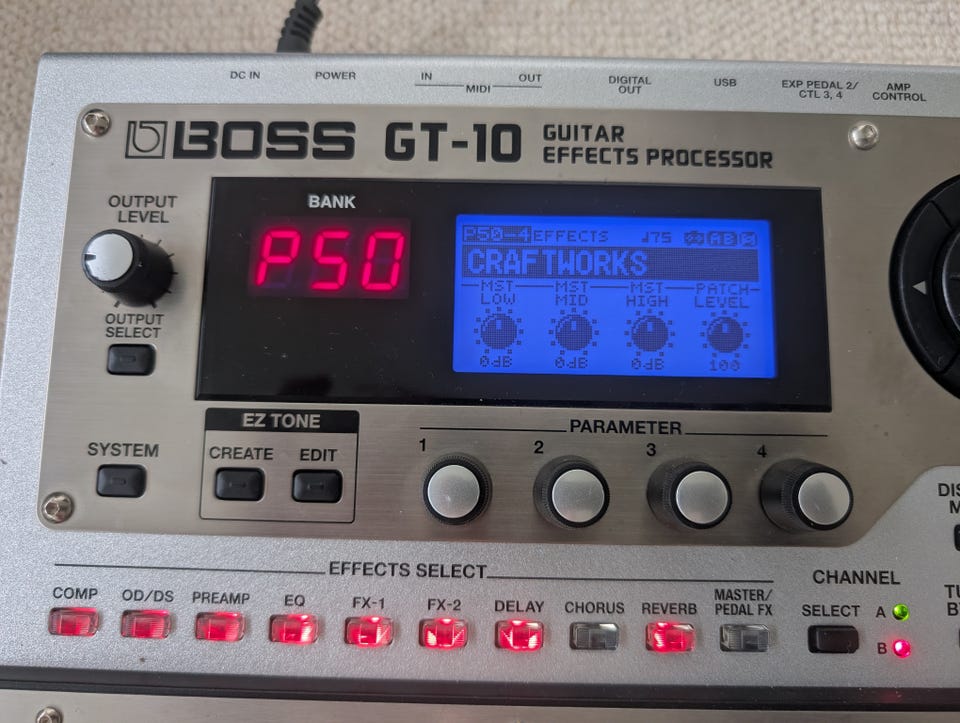 DC IN POWER IN OUT DIGITAL OUT USB EXP PEDAL 2/ CTL 3, 4 AMP CONTROL
MIDI
BOSS GT-10 GUITAR EFFECTS PROCESSOR
OUTPUT LEVEL
BANK
P50
P50-4 EFFECTS ♩75 AB
CRAFTWORKS
MST LOW MST MID MST HIGH PATCH LEVEL
0dB 0dB 0dB 100
OUTPUT SELECT
EZ TONE
CREATE EDIT
SYSTEM
PARAMETER
1 2 3 4
EFFECTS SELECT
COMP OD/DS PREAMP EQ FX-1 FX-2 DELAY CHORUS REVERB MASTER/ PEDAL FX
CHANNEL
SELECT A
B